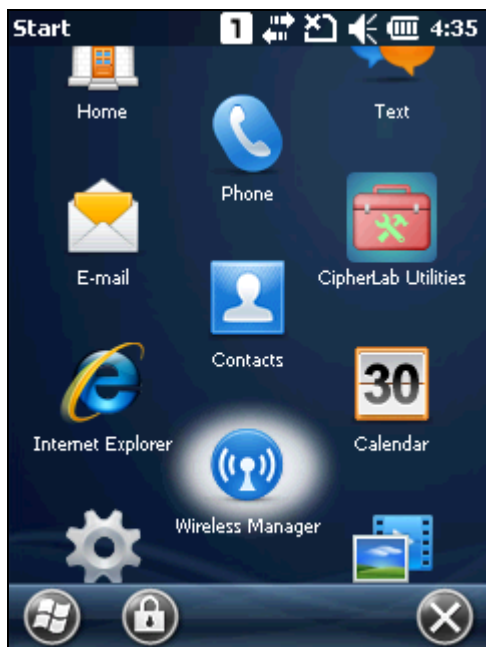 Start 1 4:35
Home
Text
Phone
E-mail
CipherLab Utilities
Contacts
30
Internet Explorer
Calendar
Wireless Manager